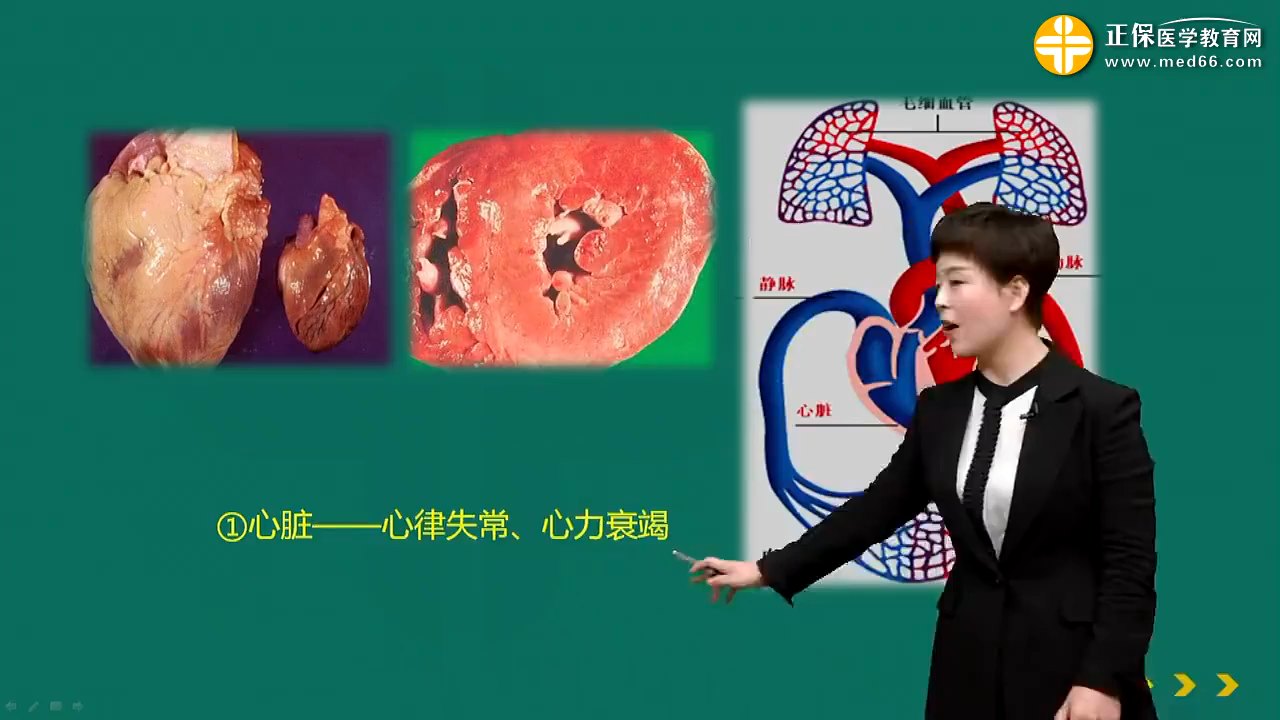 正保医学教育网
www.med66.com
毛细血管
静脉
脉
心脏
①心脏——心律失常、心力衰竭